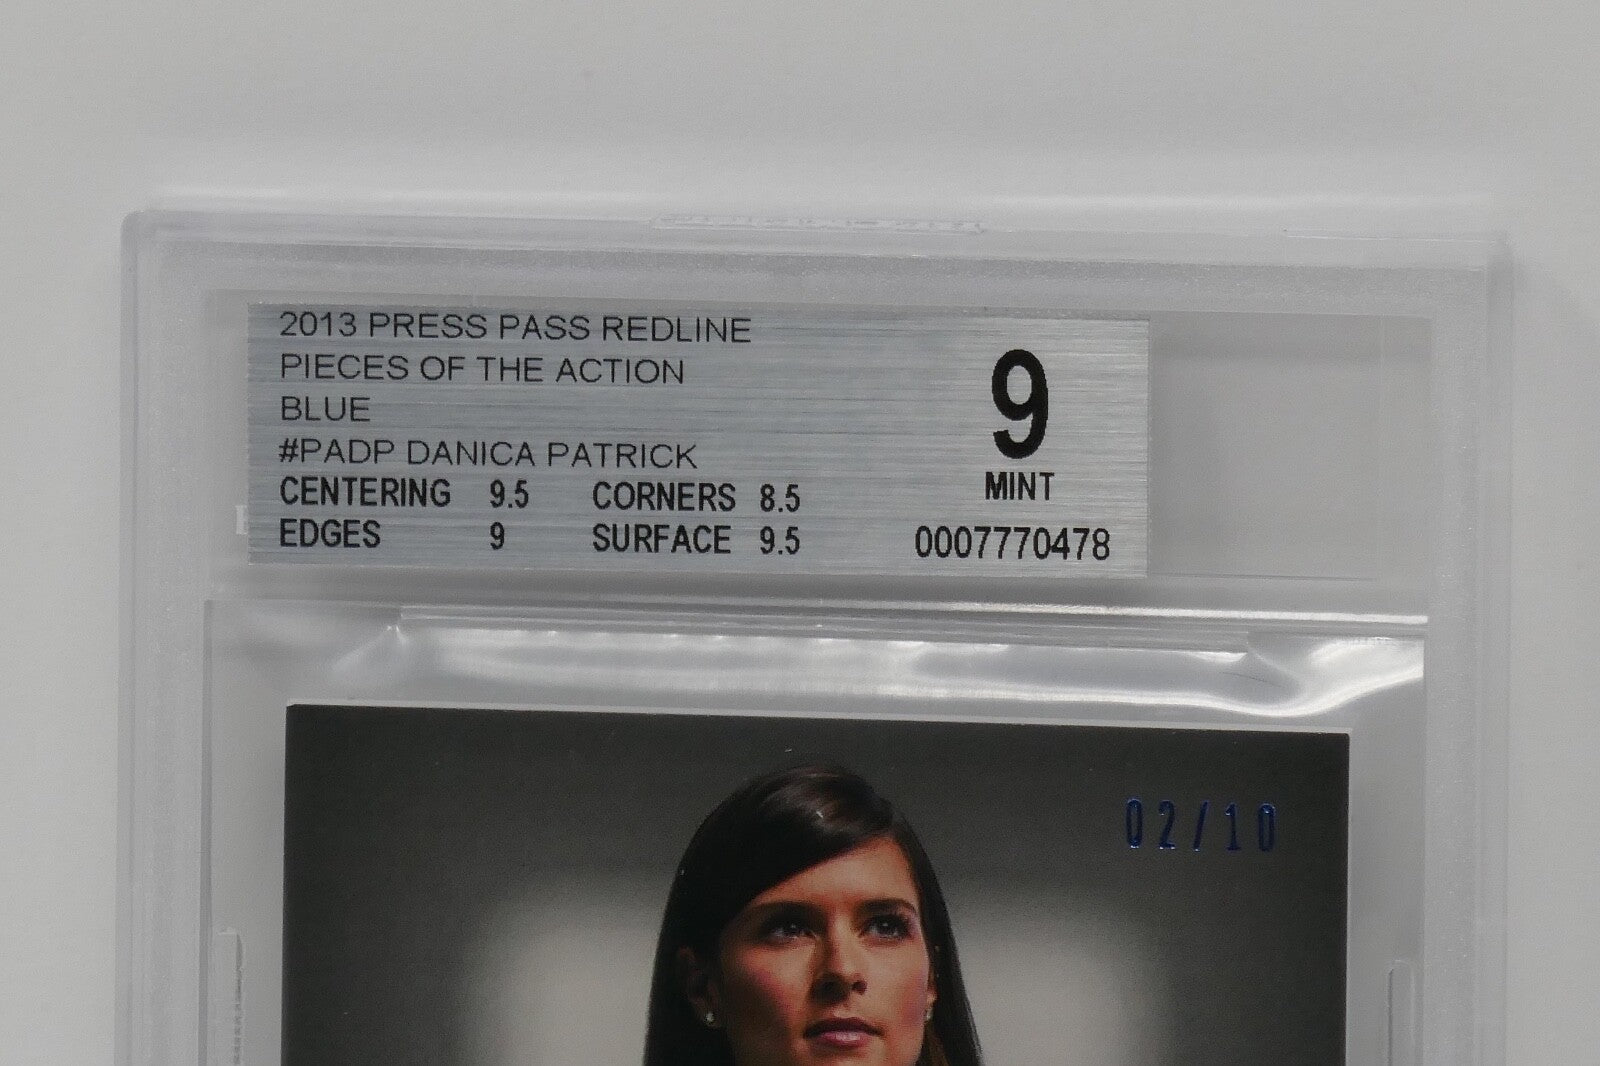 2013 PRESS PASS REDLINE
PIECES OF THE ACTION
BLUE
#PADP DANICA PATRICK
CENTERING 9.5 CORNERS 8.5
EDGES 9 SURFACE 9.5
9
MINT
0007770478
02/10